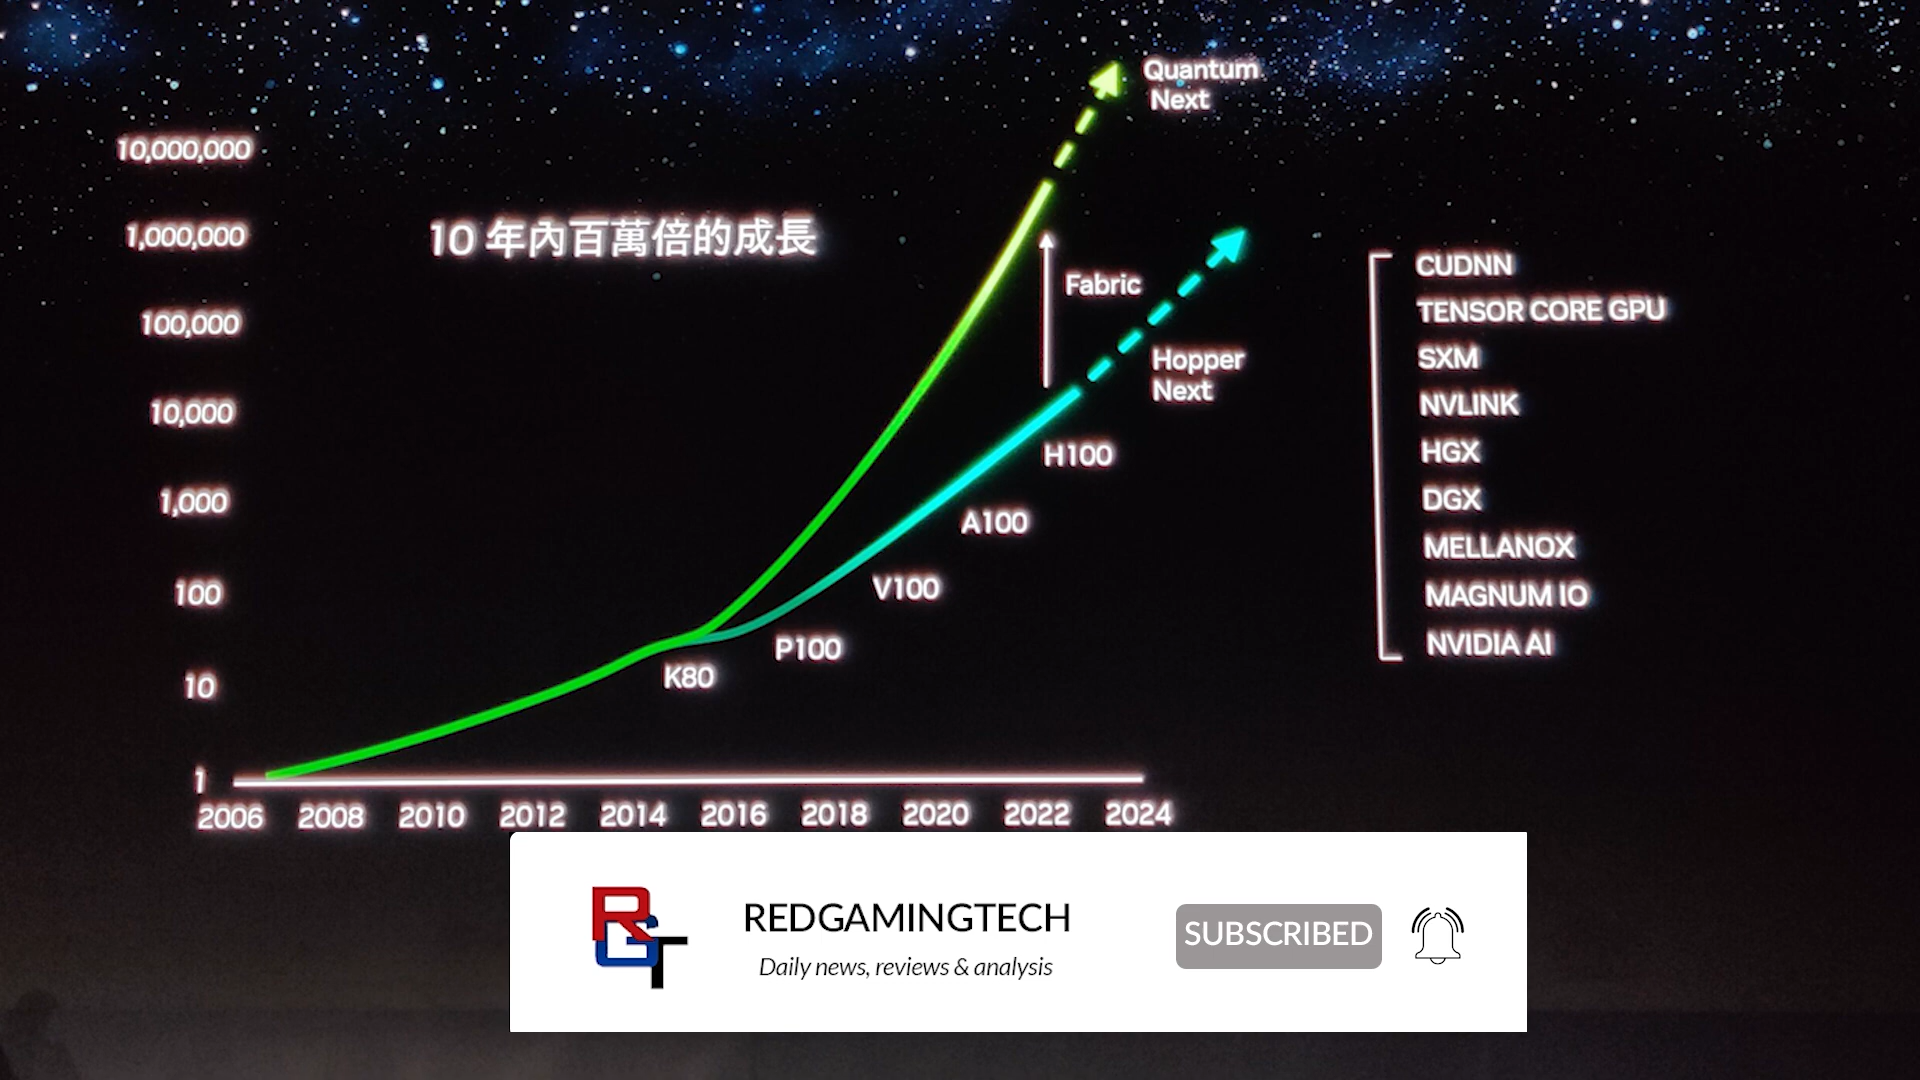 Quantum
Next
10,000,000
1,000,000
10 年內百萬倍的成長
100,000
10,000
1,000
100
10
1
Fabric
Hopper
Next
H100
A100
V100
P100
K80
CUDNN
TENSOR CORE GPU
SXM
NVLINK
HGX
DGX
MELLANOX
MAGNUM IO
NVIDIA AI
2006 2008 2010 2012 2014 2016 2018 2020 2022 2024
RGT
REDGAMINGTECH
Daily news, reviews & analysis
SUBSCRIBED